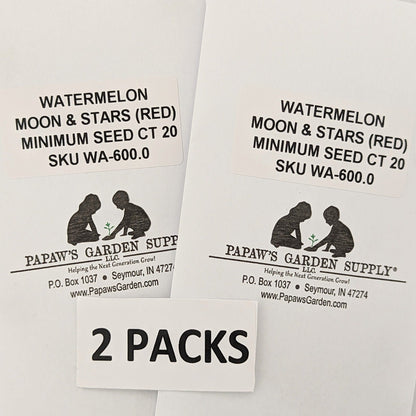 WATERMELON
MOON & STARS (RED)
MINIMUM SEED CT 20
SKU WA-600.0
PAPAW'S GARDEN SUPPLY
LLC.
Helping the Next Generation Grow!
P.O. Box 1037 • Seymour, IN 47274
www.PapawsGarden.com
WATERMELON
MOON & STARS (RED)
MINIMUM SEED CT 20
SKU WA-600.0
PAPAW'S GARDEN SUPPLY®
LLC.
Helping the Next Generation Grow!
P.O. Box 1037 • Seymour, IN 47274
www.PapawsGarden.com
2 PACKS